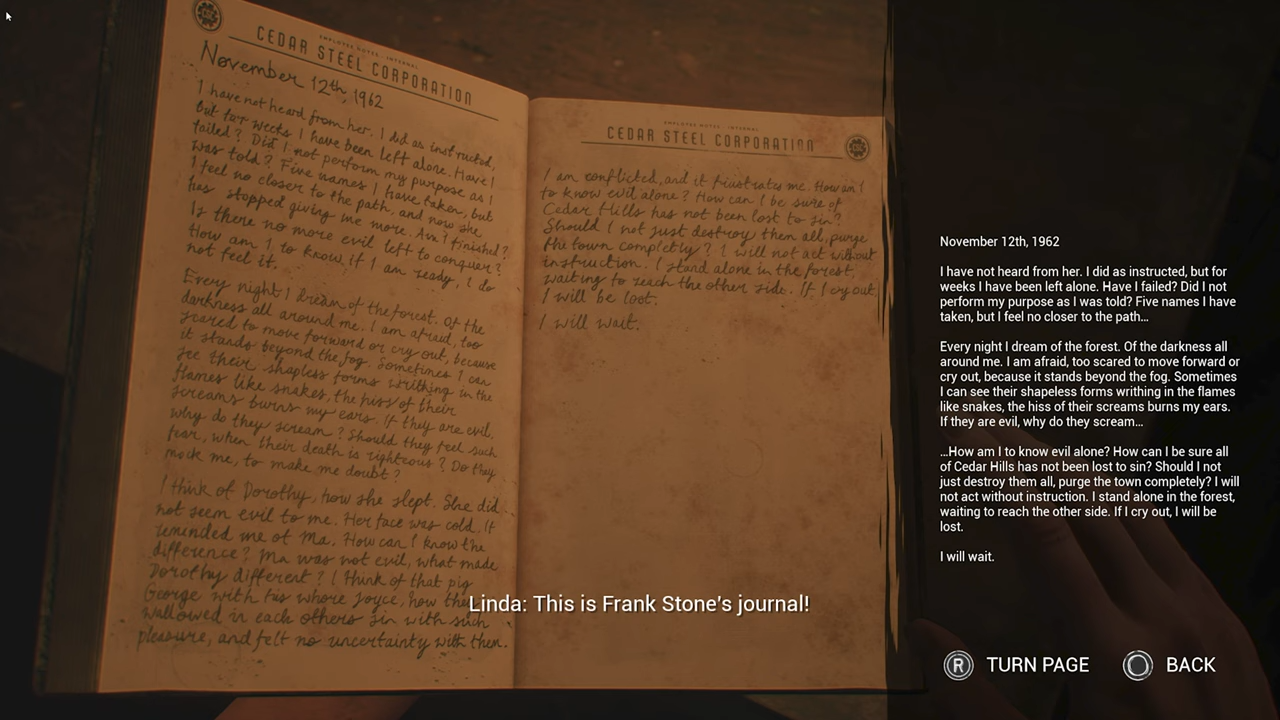 EMPLOYEE NOTES - INTERNAL
CEDAR STEEL CORPORATION
November 12th, 1962
I have not heard from her. I did as instructed,
but for weeks I have been left alone. Have I
failed? Did I not perform my purpose as I
was told? Five names I have taken, but
I feel no closer to the path, and now she
has stopped giving me more. Am I finished?
Is there no more evil left to conquer?
How am I to know if I am ready, I do
not feel it.
Every night I dream of the forest. Of the
darkness all around me. I am afraid, too
scared to move forward or cry out, because
it stands beyond the fog. Sometimes I can
see their shapless forms writhing in the
flames like snakes, the hiss of their
screams burns my ears. If they are evil,
why do they scream? Should they feel such
fear, when their death is righteous? Do they
mock me, to make me doubt?
I think of Dorothy, how she slept. She did
not seem evil to me. Her face was cold. It
reminded me of Ma. How can I know the
difference? Ma was not evil, what made
Dorothy different? I think of that pig
George with his whore Joyce, how they
wallowed in each others sin with such
pleasure, and felt no uncertainty with them.
EMPLOYEE NOTES - INTERNAL
CEDAR STEEL CORPORATION
I am conflicted, and it frustrates me. How am I
to know evil alone? How can I be sure of
Cedar Hills has not been lost to sin?
Should I not just destroy them all, purge
the town completly? I will not act without
instruction. I stand alone in the forest,
waiting to reach the other side. If I cry out,
I will be lost.
I will wait.
November 12th, 1962
I have not heard from her. I did as instructed, but for
weeks I have been left alone. Have I failed? Did I not
perform my purpose as I was told? Five names I have
taken, but I feel no closer to the path...
Every night I dream of the forest. Of the darkness all
around me. I am afraid, too scared to move forward or
cry out, because it stands beyond the fog. Sometimes
I can see their shapeless forms writhing in the flames
like snakes, the hiss of their screams burns my ears.
If they are evil, why do they scream...
...How am I to know evil alone? How can I be sure all
of Cedar Hills has not been lost to sin? Should I not
just destroy them all, purge the town completely? I will
not act without instruction. I stand alone in the forest,
waiting to reach the other side. If I cry out, I will be
lost.
I will wait.
Linda: This is Frank Stone's journal!
R TURN PAGE
BACK